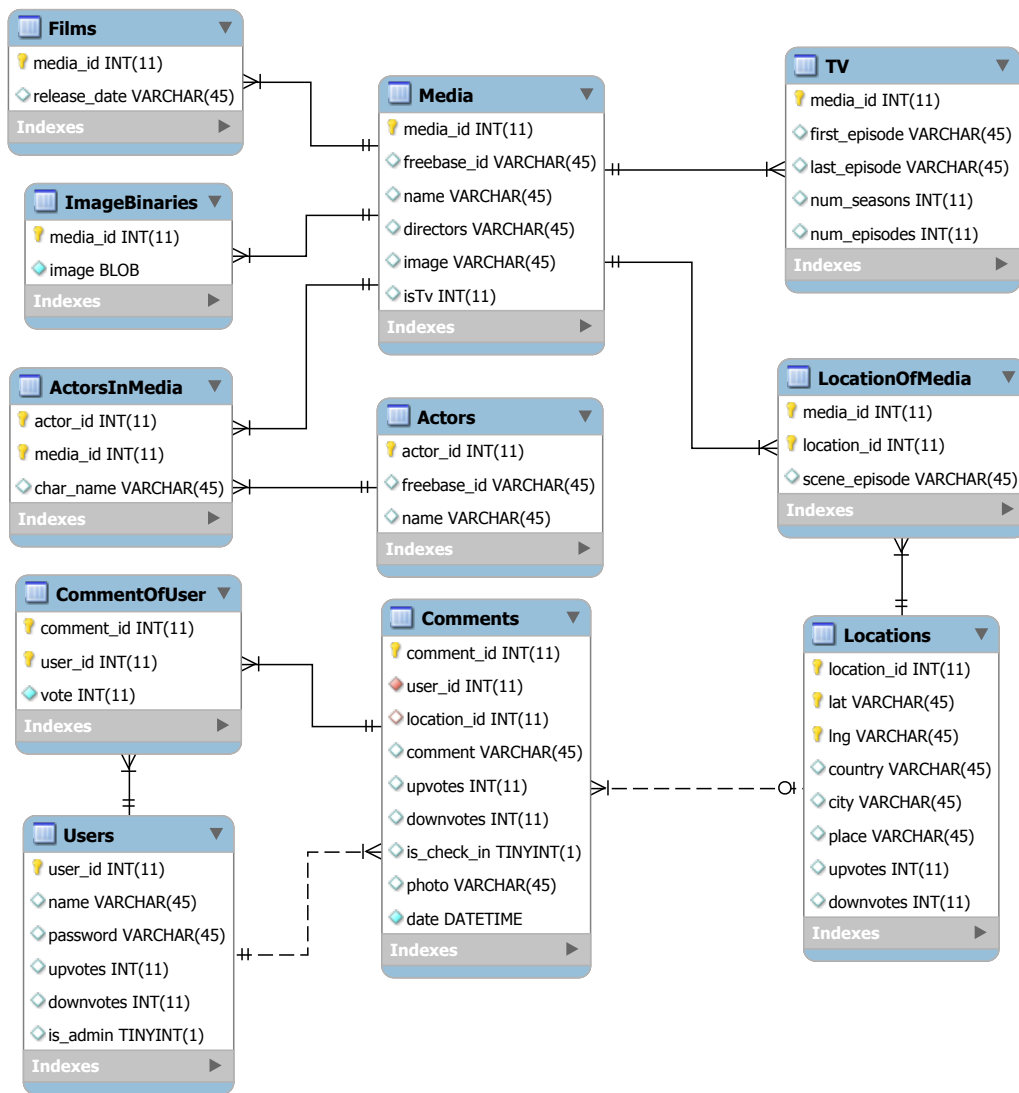 Films
media_id INT(11)
release_date VARCHAR(45)
Indexes
ImageBinaries
media_id INT(11)
image BLOB
Indexes
ActorsInMedia
actor_id INT(11)
media_id INT(11)
char_name VARCHAR(45)
Indexes
Media
media_id INT(11)
freebase_id VARCHAR(45)
name VARCHAR(45)
directors VARCHAR(45)
image VARCHAR(45)
isTv INT(11)
Indexes
Actors
actor_id INT(11)
freebase_id VARCHAR(45)
name VARCHAR(45)
Indexes
TV
media_id INT(11)
first_episode VARCHAR(45)
last_episode VARCHAR(45)
num_seasons INT(11)
num_episodes INT(11)
Indexes
LocationOfMedia
media_id INT(11)
location_id INT(11)
scene_episode VARCHAR(45)
Indexes
CommentOfUser
comment_id INT(11)
user_id INT(11)
vote INT(11)
Indexes
Users
user_id INT(11)
name VARCHAR(45)
password VARCHAR(45)
upvotes INT(11)
downvotes INT(11)
is_admin TINYINT(1)
Indexes
Comments
comment_id INT(11)
user_id INT(11)
location_id INT(11)
comment VARCHAR(45)
upvotes INT(11)
downvotes INT(11)
is_check_in TINYINT(1)
photo VARCHAR(45)
date DATETIME
Indexes
Locations
location_id INT(11)
lat VARCHAR(45)
lng VARCHAR(45)
country VARCHAR(45)
city VARCHAR(45)
place VARCHAR(45)
upvotes INT(11)
downvotes INT(11)
Indexes